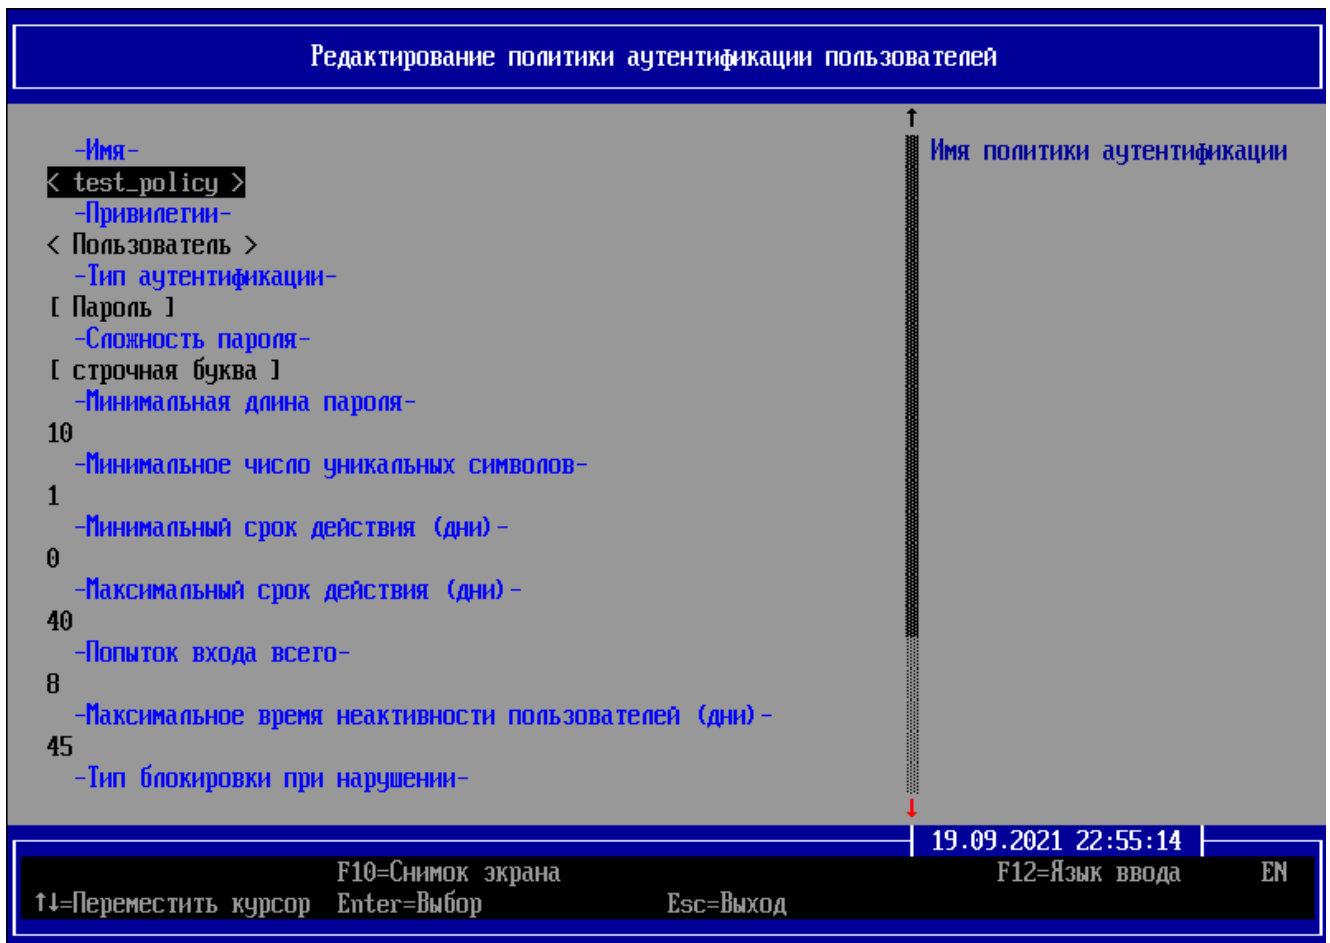 Редактирование политики аутентификации пользователей
-Имя-
Имя политики аутентификации
< test_policy >
-Привилегии-
< Пользователь >
-Тип аутентификации-
[ Пароль ]
-Сложность пароля-
[ строчная буква ]
-Минимальная длина пароля-
10
-Минимальное число уникальных символов-
1
-Минимальный срок действия (дни)-
0
-Максимальный срок действия (дни)-
40
-Попыток входа всего-
8
-Максимальное время неактивности пользователей (дни)-
45
-Тип блокировки при нарушении-
19.09.2021 22:55:14
F10=Снимок экрана F12=Язык ввода EN
↑↓=Переместить курсор Enter=Выбор Esc=Выход